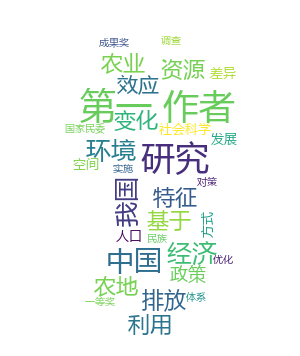 成果奖 调查
农业 资源 差异
效应
第一 作者
变化 社会科学
国家民委 发展
环境 研究
空间 实施
我国 特征 对策
基于 方式
人口 民族
中国 经济 优化
农地 政策
一等奖 排放 体系
利用